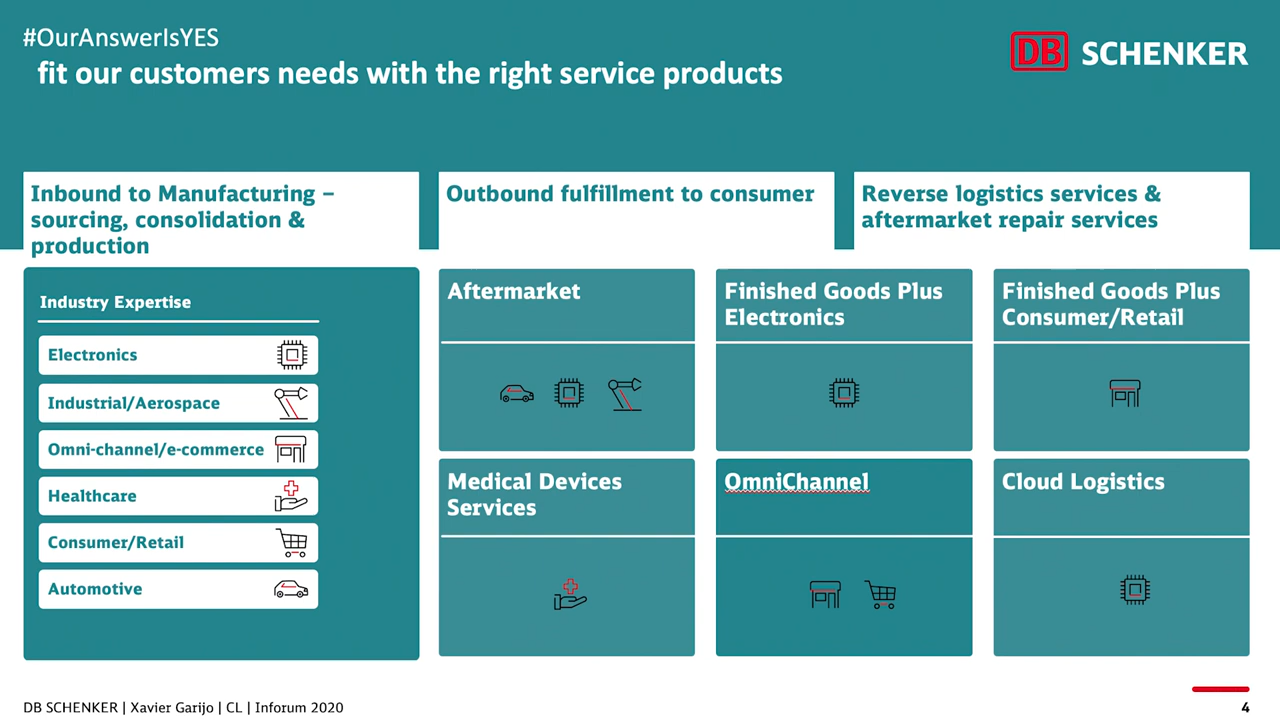 #OurAnswerIsYES
fit our customers needs with the right service products
DB SCHENKER
Inbound to Manufacturing –
sourcing, consolidation &
production
Outbound fulfillment to consumer
Reverse logistics services &
aftermarket repair services
Industry Expertise
Electronics
Industrial/Aerospace
Omni-channel/e-commerce
Healthcare
Consumer/Retail
Automotive
Aftermarket
Finished Goods Plus
Electronics
Finished Goods Plus
Consumer/Retail
Medical Devices
Services
OmniChannel
Cloud Logistics
DB SCHENKER | Xavier Garijo | CL | Inforum 2020
4